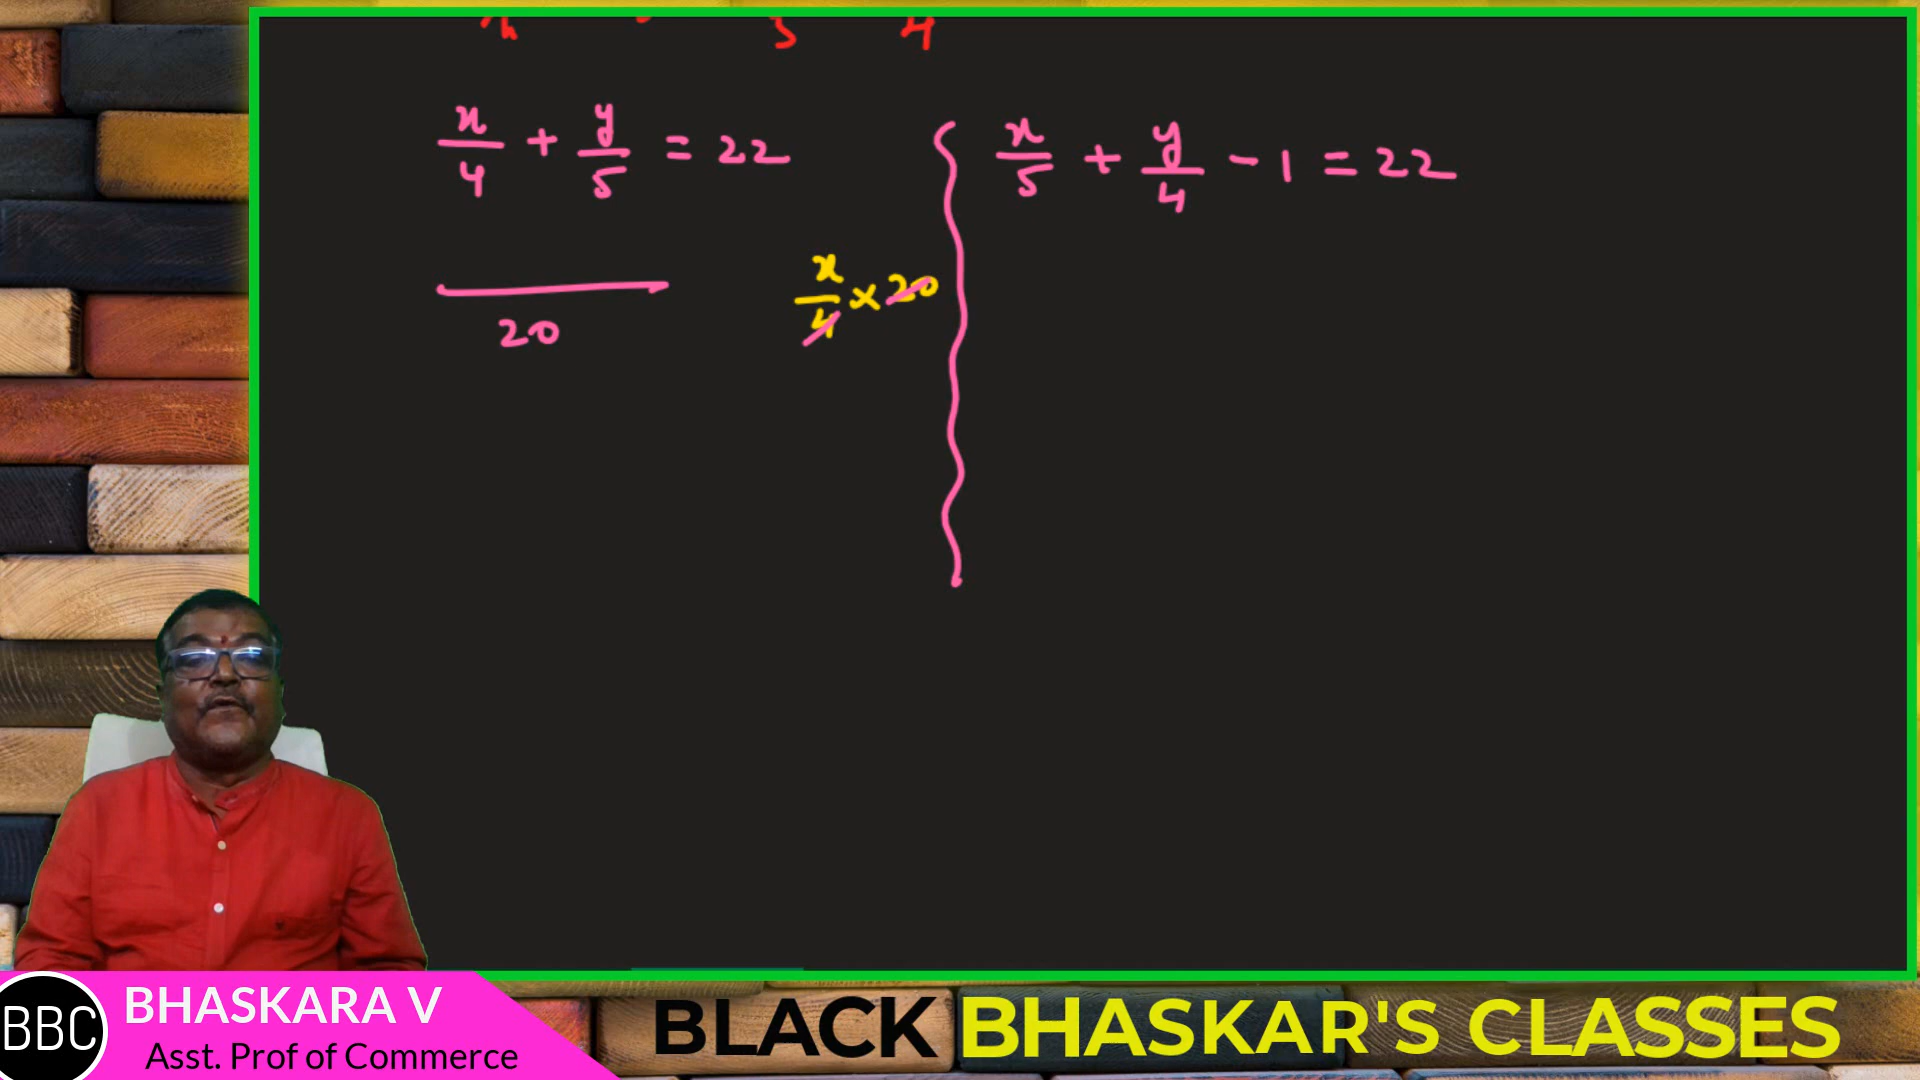 x/4 + y/5 = 22
x/5 + y/4 - 1 = 22
20
x/4 × 20
BBC
BHASKARA V
Asst. Prof of Commerce
BLACK BHASKAR'S CLASSES